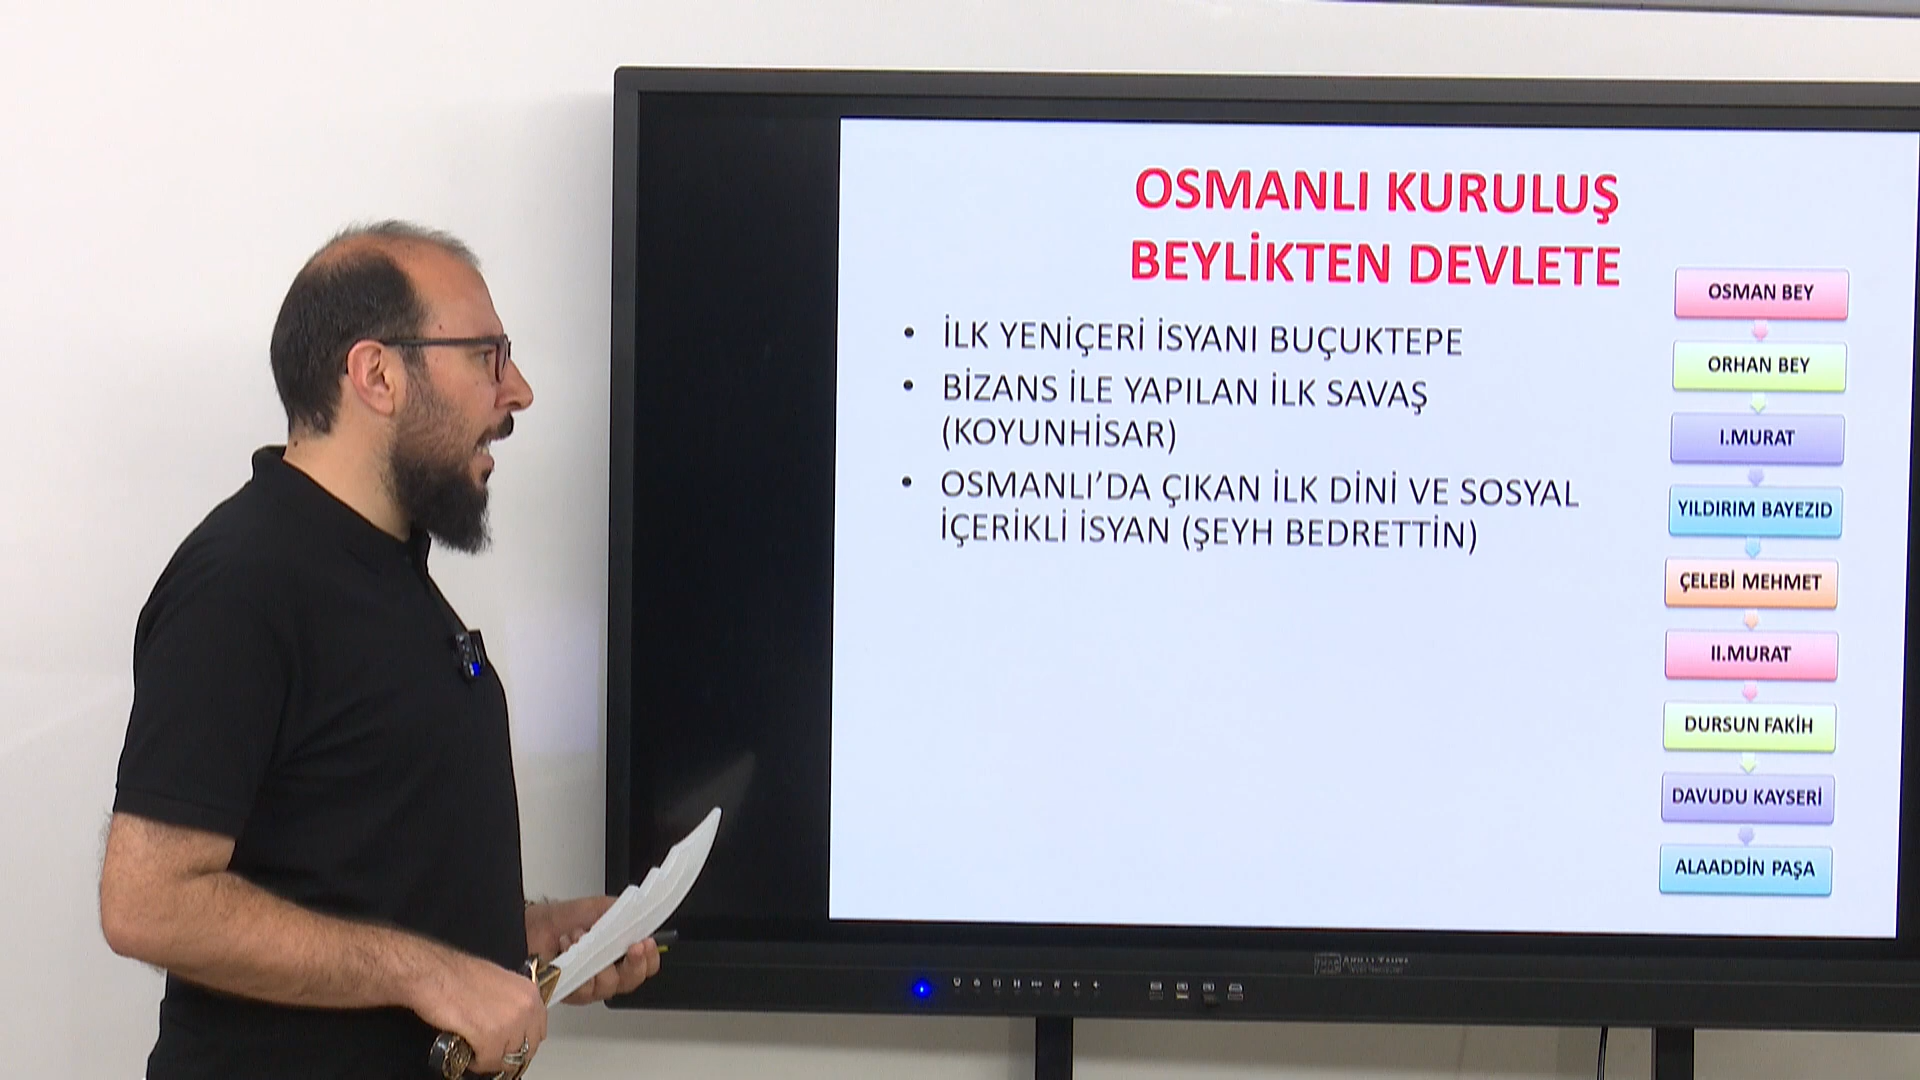 OSMANLI KURULUŞ
BEYLİKTEN DEVLETE
• İLK YENİÇERİ İSYANI BUÇUKTEPE
• BİZANS İLE YAPILAN İLK SAVAŞ
(KOYUNHİSAR)
• OSMANLI’DA ÇIKAN İLK DİNİ VE SOSYAL
İÇERİKLİ İSYAN (ŞEYH BEDRETTİN)
OSMAN BEY
ORHAN BEY
I.MURAT
YILDIRIM BAYEZID
ÇELEBİ MEHMET
II.MURAT
DURSUN FAKİH
DAVUDU KAYSERİ
ALAADDİN PAŞA